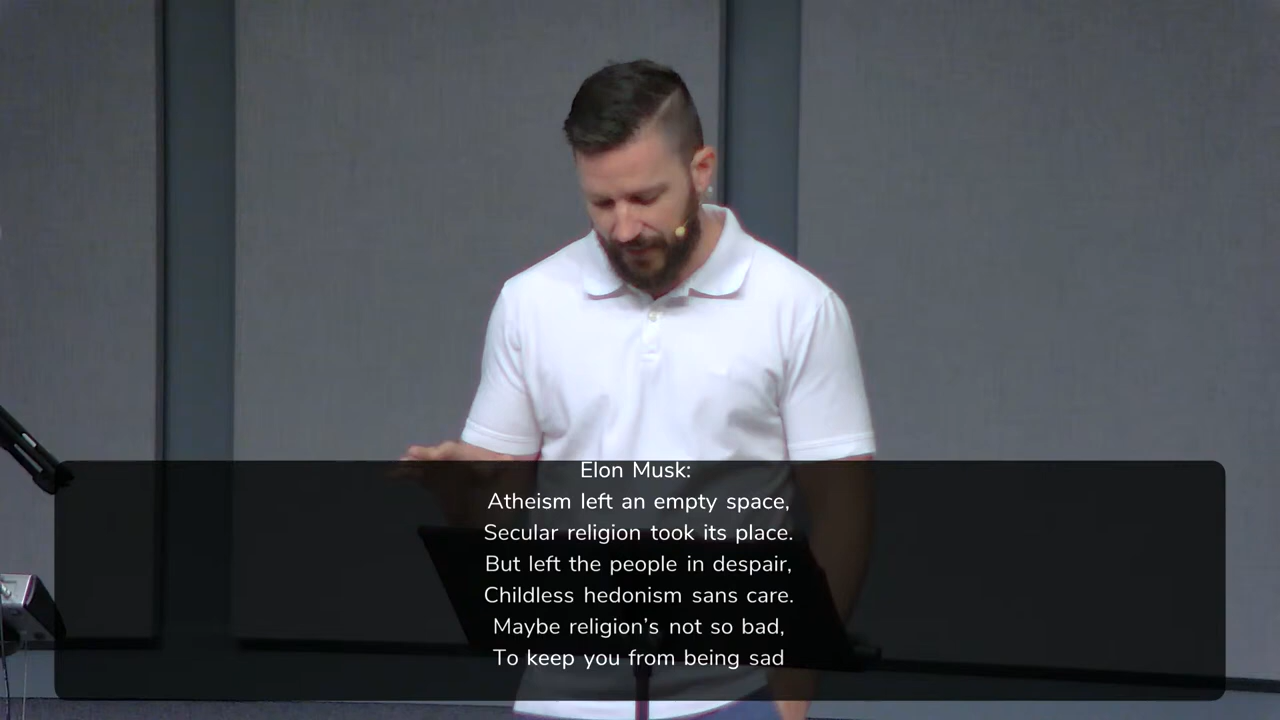 Elon Musk:
Atheism left an empty space,
Secular religion took its place.
But left the people in despair,
Childless hedonism sans care.
Maybe religion’s not so bad,
To keep you from being sad